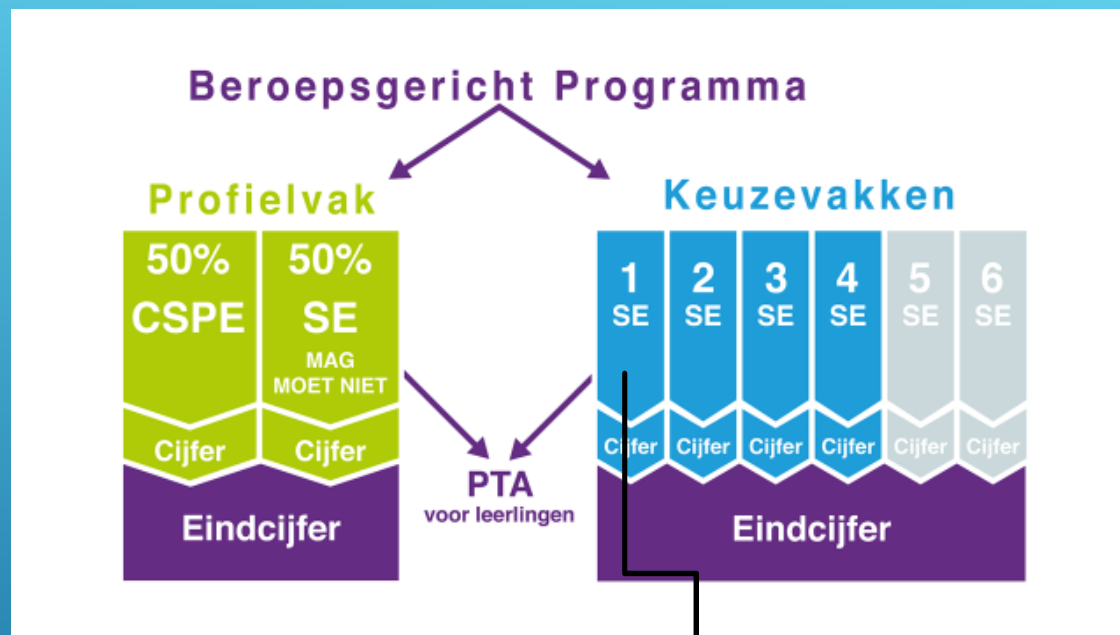 Beroepsgericht Programma
Profielvak
50%
CSPE
50%
SE
MAG
MOET NIET
Cijfer
Cijfer
Eindcijfer
PTA
voor leerlingen
Keuzevakken
1
SE
2
SE
3
SE
4
SE
5
SE
6
SE
Cijfer
Cijfer
Cijfer
Cijfer
Cijfer
Cijfer
Eindcijfer